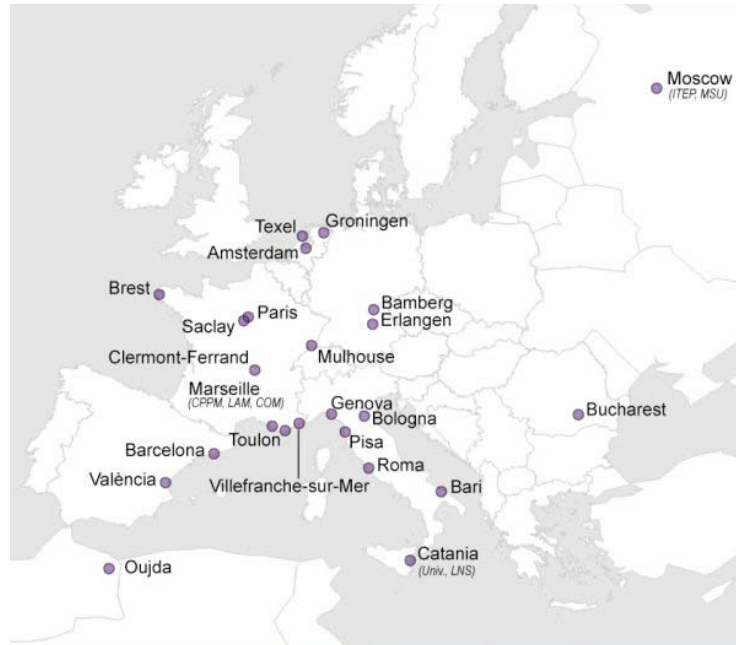 Moscow
(ITEP, MSU)
Texel
Groningen
Amsterdam
Brest
Paris
Saclay
Bamberg
Erlangen
Clermont-Ferrand
Mulhouse
Marseille
(CPPM, LAM, COM)
Genova
Bologna
Bucharest
Toulon
Pisa
Barcelona
Roma
València
Villefranche-sur-Mer
Bari
Catania
(Univ., LNS)
Oujda